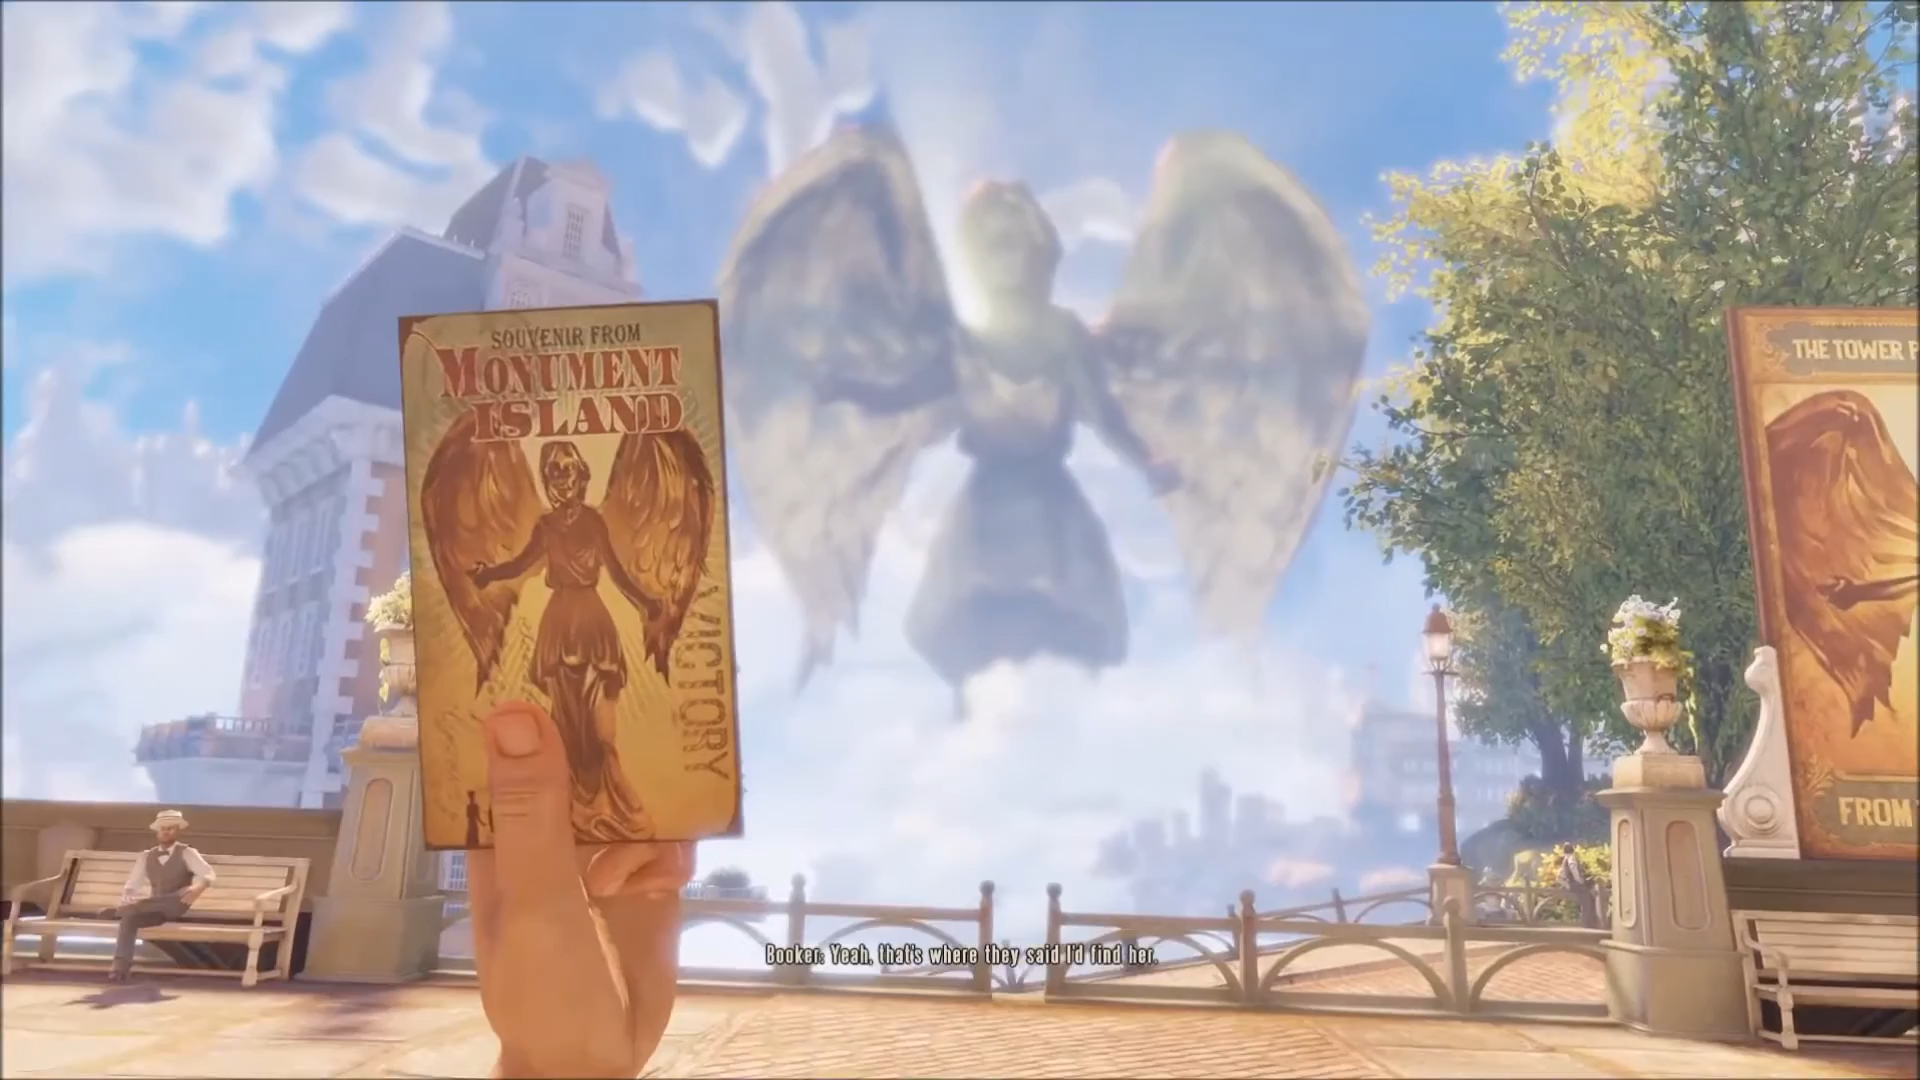 SOUVENIR FROM
MONUMENT
ISLAND
VICTORY
THE TOWER
FROM
Booker: Yeah, that's where they said I'd find her.